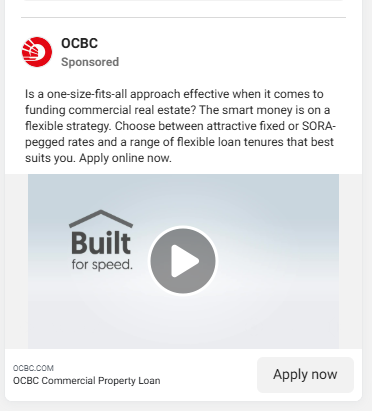 OCBC
Sponsored
Is a one-size-fits-all approach effective when it comes to
funding commercial real estate? The smart money is on a
flexible strategy. Choose between attractive fixed or SORA-
pegged rates and a range of flexible loan tenures that best
suits you. Apply online now.
Built
for speed.
OCBC.COM
OCBC Commercial Property Loan
Apply now